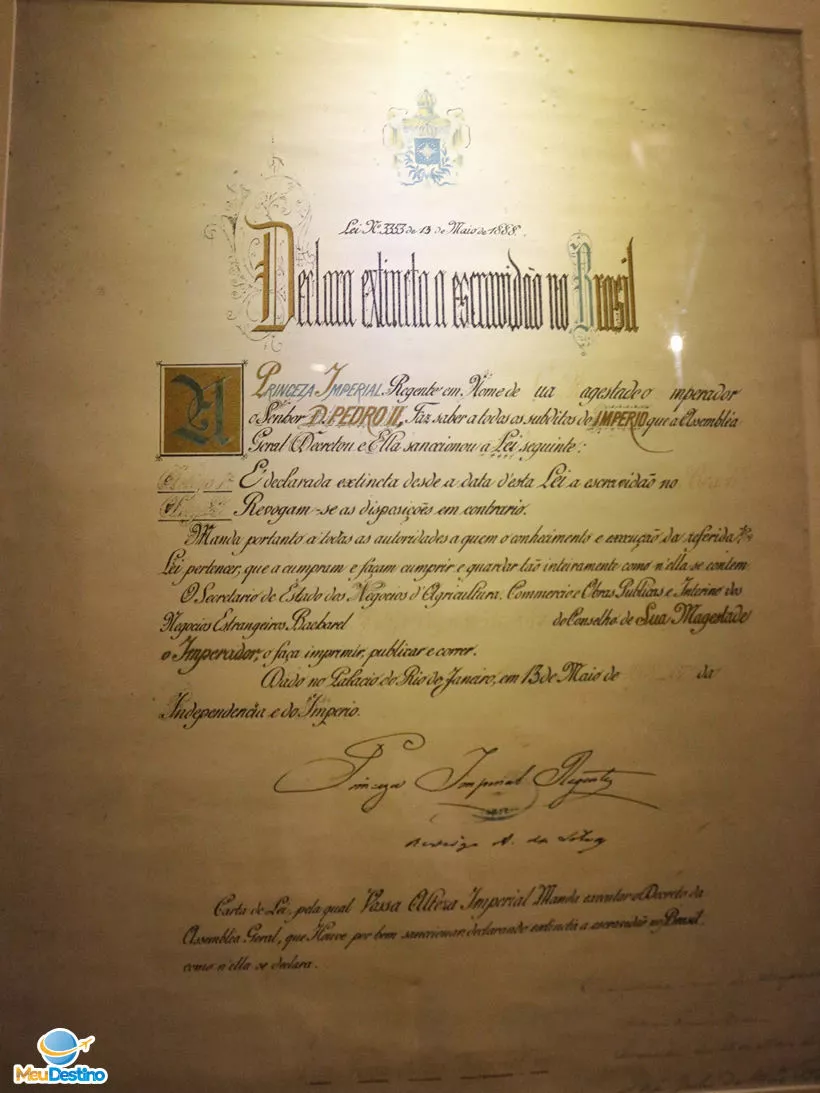 Lei Nº 3353 de 13 de Maio de 1888.
Declara extincta a escravidão no Brasil
A PRINCEZA IMPERIAL Regente em Nome de ua agestade o mperador
o Senhor D. PEDRO II, Faz saber a todos os subditos do IMPERIO que a Assembléa
Geral Decretou e Ella sanccionou a Lei seguinte:
É declarada extincta desde a data d'esta Lei a escravidão no
Revogam-se as disposições em contrario.
Manda portanto a todas as autoridades a quem o conhecimento e execução da referida
Lei pertencer, que a cumpram e façam cumprir e guardar tão inteiramente como n'ella se contem
O Secretario de Estado dos Negocios d'Agricultura, Commercio e Obras Publicas e Interino dos
Negocios Estrangeiros Bacharel do Conselho de Sua Magestade
o Imperador, o faça imprimir, publicar e correr.
Dado no Palacio do Rio de Janeiro, em 13 de Maio de da
Independencia e do Imperio.
Princeza Imperial Regente
Rodrigo A. da Silva
Carta de Lei, pela qual Vossa Alteza Imperial Manda executar o Decreto da
Assembléa Geral, que Houve por bem sanccionar, declarando extincta a escravidão no Brasil,
como n'ella se declara.
MeuDestino